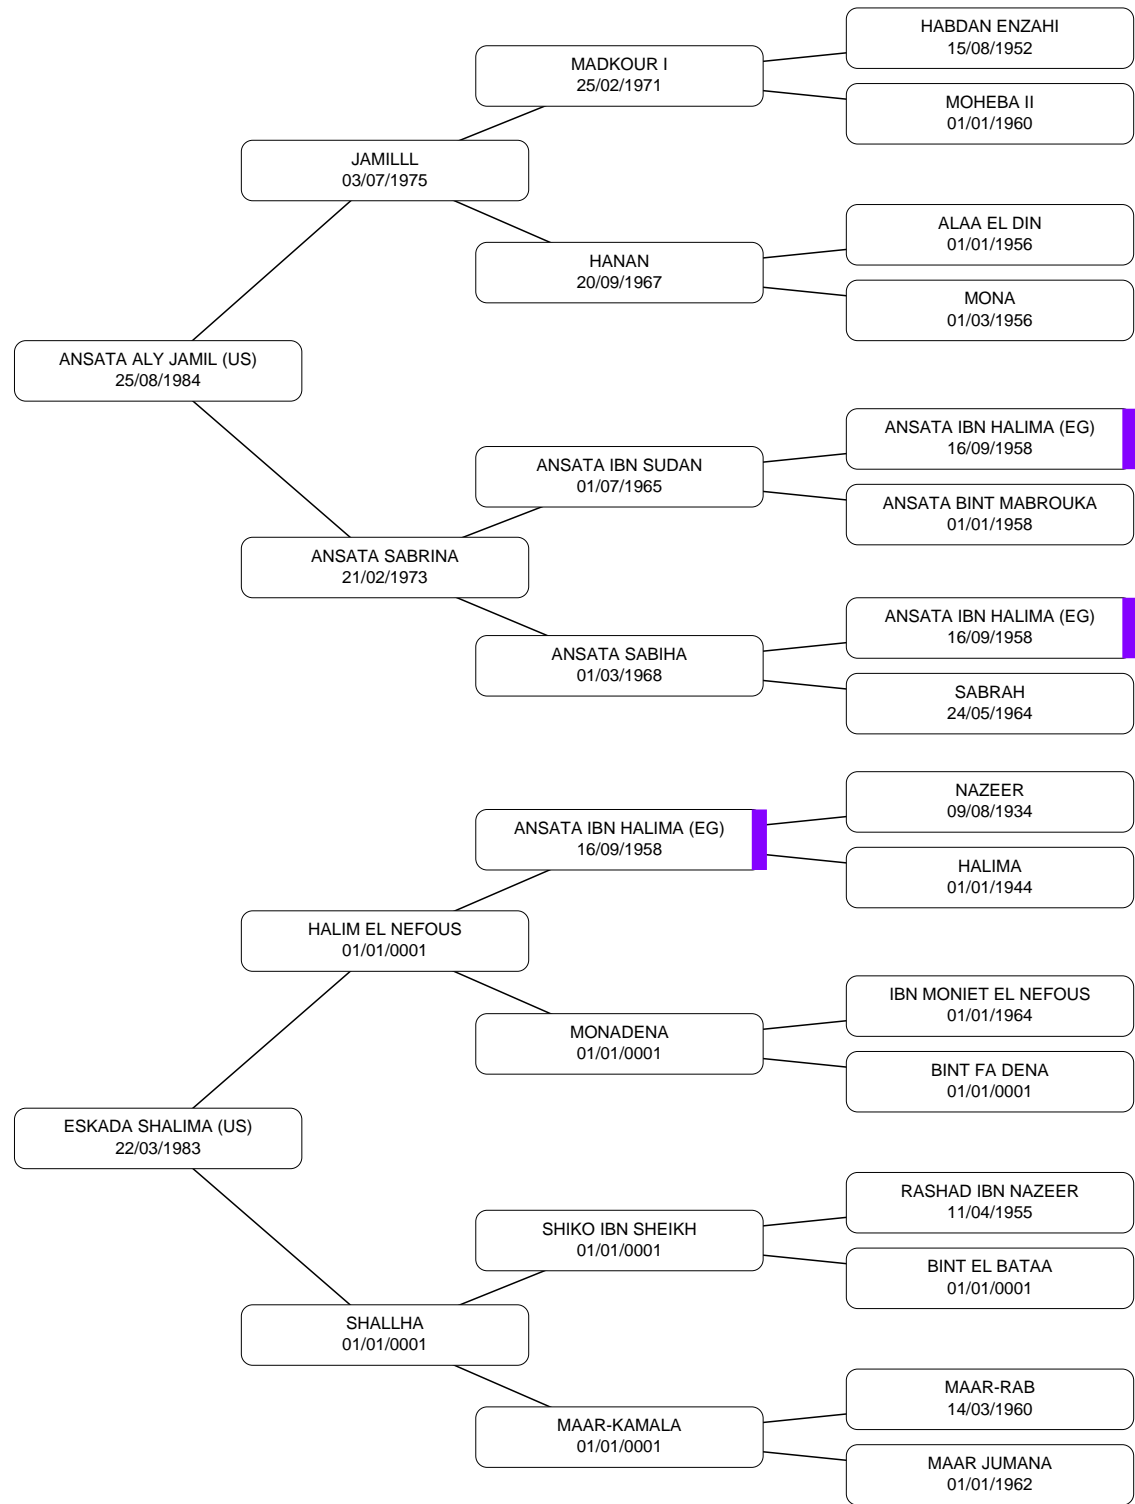 HABDAN ENZAHI
15/08/1952
MADKOUR I
25/02/1971
MOHEBA II
01/01/1960
JAMILLL
03/07/1975
ALAA EL DIN
01/01/1956
HANAN
20/09/1967
MONA
01/03/1956
ANSATA ALY JAMIL (US)
25/08/1984
ANSATA IBN HALIMA (EG)
16/09/1958
ANSATA IBN SUDAN
01/07/1965
ANSATA BINT MABROUKA
01/01/1958
ANSATA SABRINA
21/02/1973
ANSATA IBN HALIMA (EG)
16/09/1958
ANSATA SABIHA
01/03/1968
SABRAH
24/05/1964
NAZEER
09/08/1934
ANSATA IBN HALIMA (EG)
16/09/1958
HALIMA
01/01/1944
HALIM EL NEFOUS
01/01/0001
IBN MONIET EL NEFOUS
01/01/1964
MONADENA
01/01/0001
BINT FA DENA
01/01/0001
ESKADA SHALIMA (US)
22/03/1983
RASHAD IBN NAZEER
11/04/1955
SHIKO IBN SHEIKH
01/01/0001
BINT EL BATAA
01/01/0001
SHALLHA
01/01/0001
MAAR-RAB
14/03/1960
MAAR-KAMALA
01/01/0001
MAAR JUMANA
01/01/1962